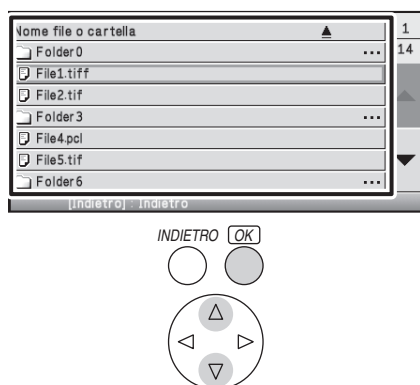 Nome file o cartella 1
Folder0 ... 14
File1.tiff
File2.tif
Folder3 ...
File4.pcl
File5.tif
Folder6 ...
[Indietro] : Indietro
INDIETRO OK